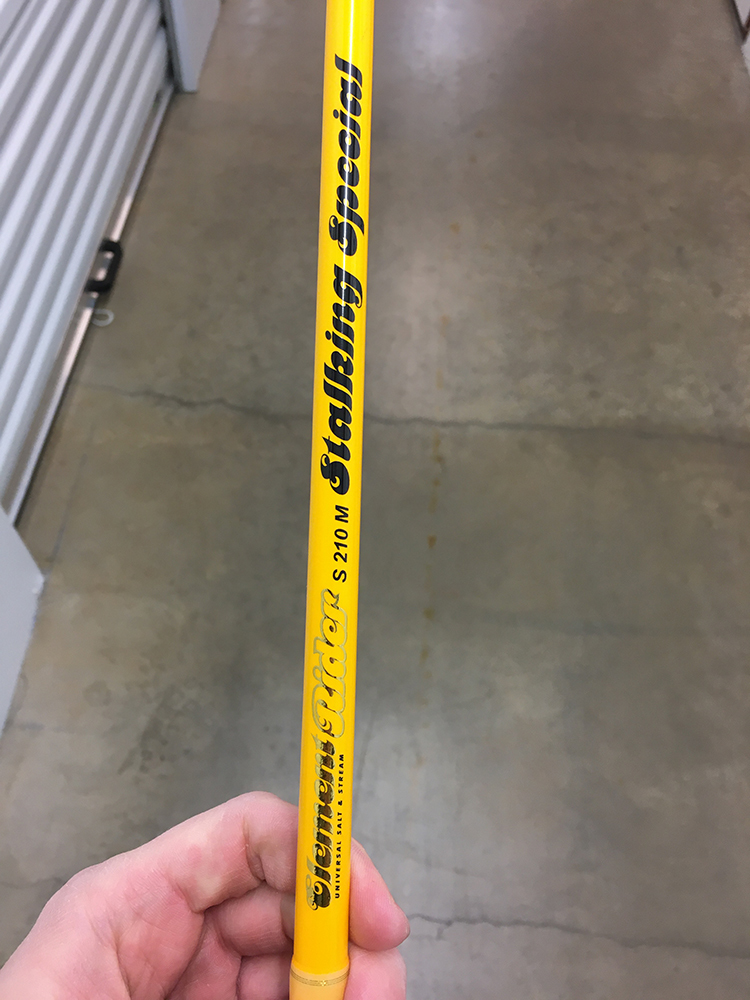 Element Rider S 210 M Stalking Special
UNIVERSAL SALT & STREAM